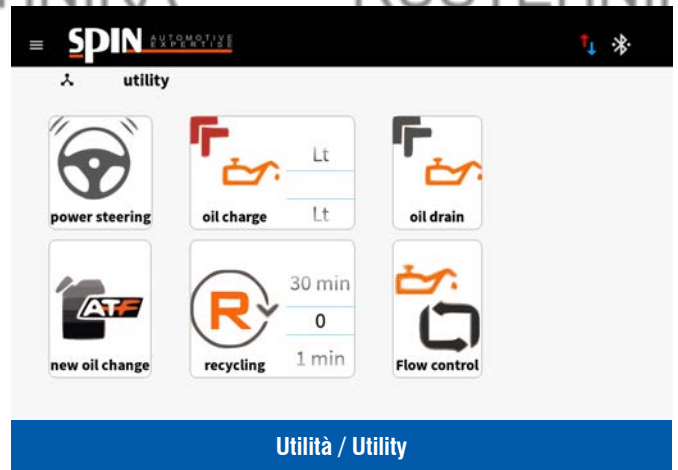 SPIN AUTOMOTIVE
EXPERTISE
utility
power steering
Lt
Lt
oil charge
oil drain
new oil change
ATF
R
30 min
0
1 min
recycling
Flow control
Utilità / Utility